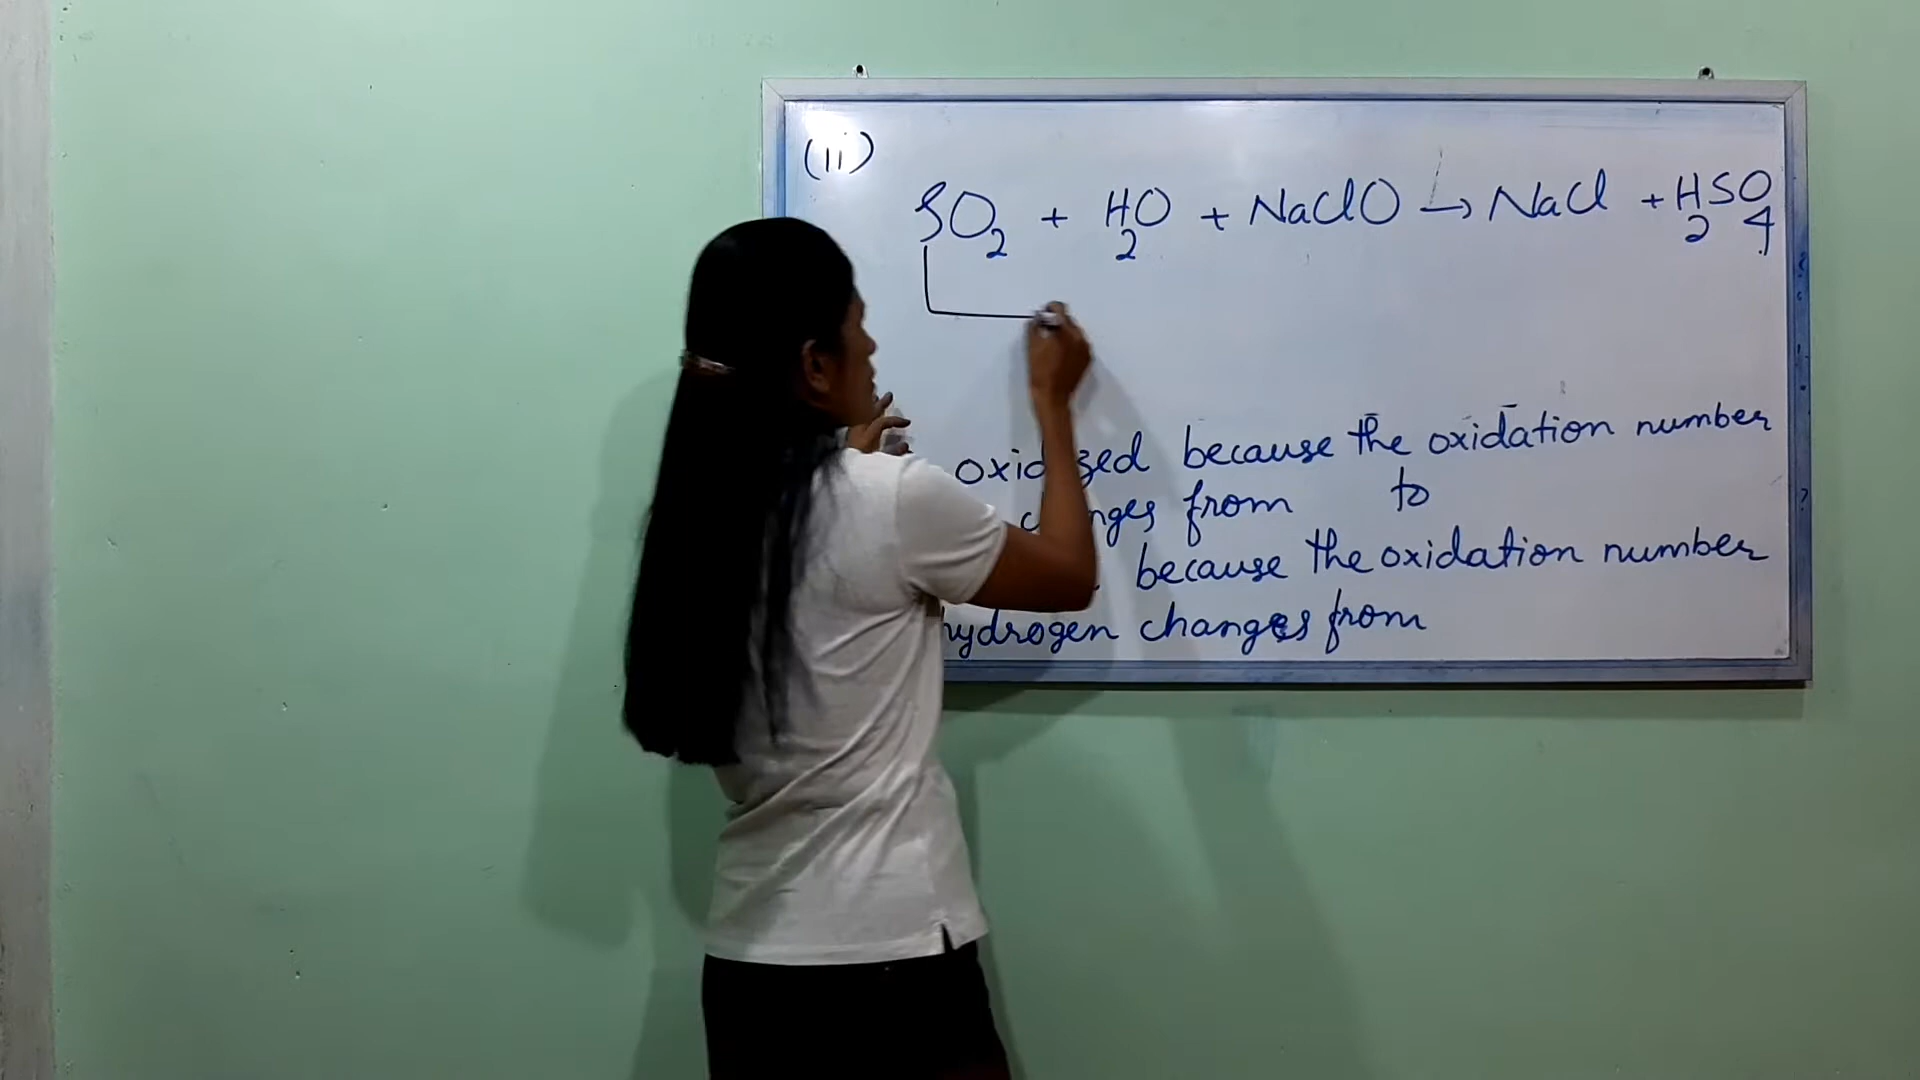 (ii)
SO₂ + H₂O + NaClO → NaCl + H₂SO₄
oxidized because the oxidation number
changes from to
because the oxidation number
hydrogen changes from